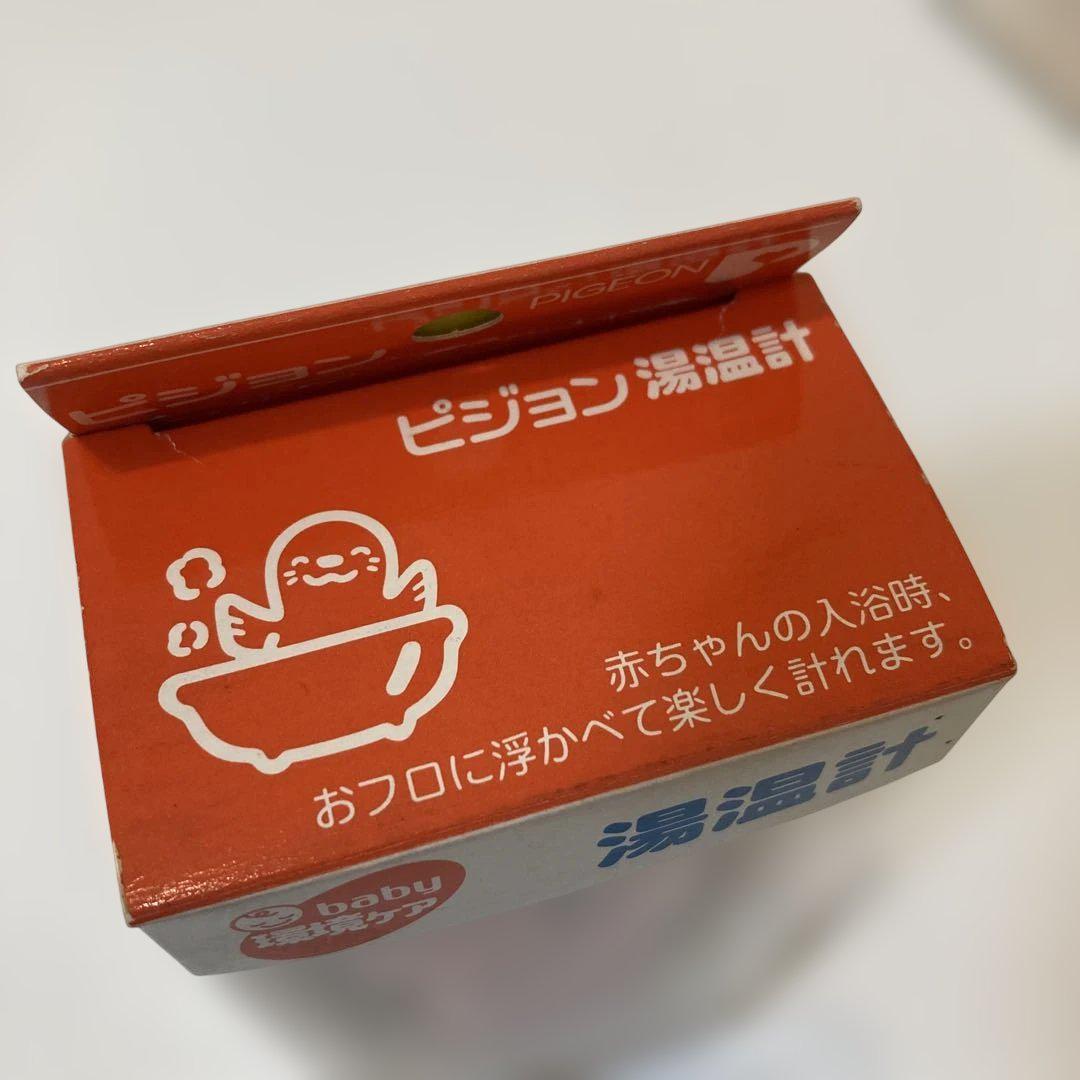 ピジョン
PIGEON
ピジョン 湯温計
赤ちゃんの入浴時、
おフロに浮かべて楽しく計れます。
湯温計
baby
環境ケア